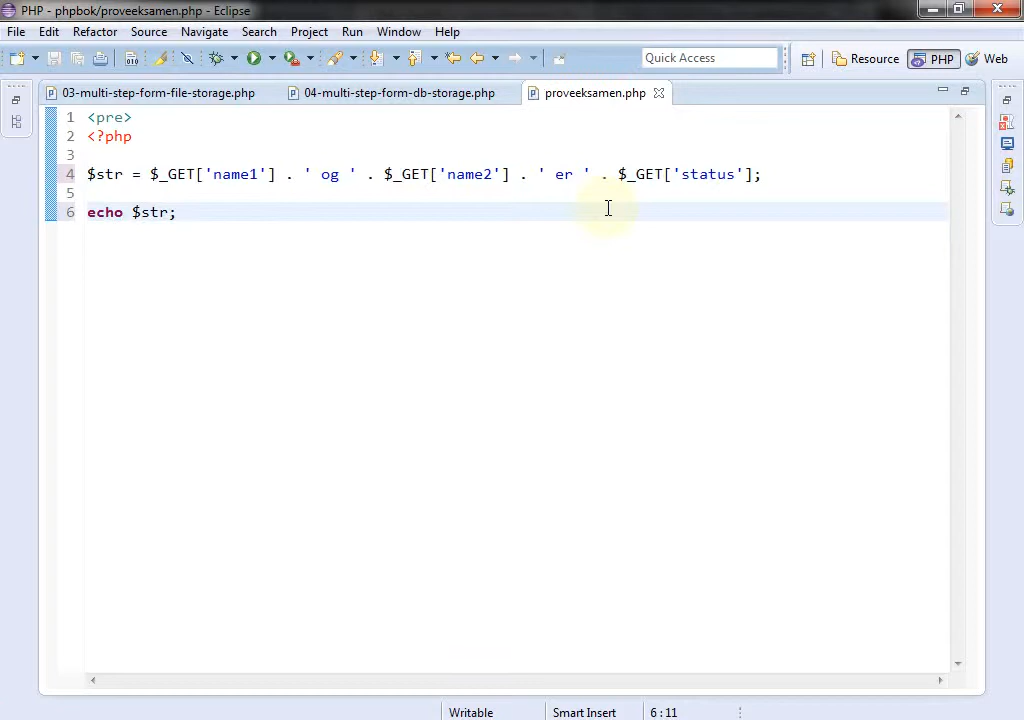 PHP - phpbok/proveeksamen.php - Eclipse
File Edit Refactor Source Navigate Search Project Run Window Help
Quick Access Resource PHP Web
03-multi-step-form-file-storage.php 04-multi-step-form-db-storage.php proveeksamen.php
1 <pre>
2 <?php
3
4 $str = $_GET['name1'] . ' og ' . $_GET['name2'] . ' er ' . $_GET['status'];
5
6 echo $str;
Writable Smart Insert 6 : 11